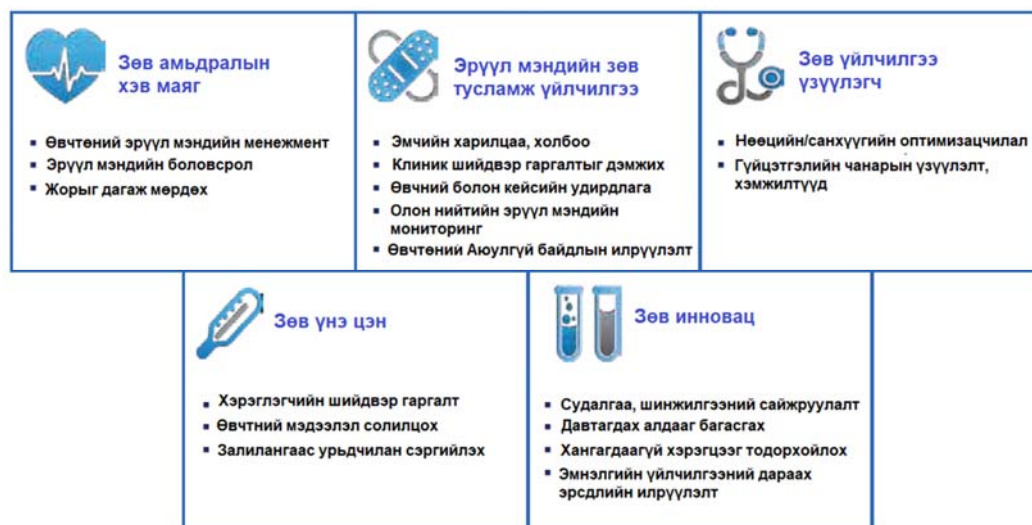 Зөв амьдралын
хэв маяг
Өвчтөний эрүүл мэндийн менежмент
Эрүүл мэндийн боловсрол
Жорыг дагаж мөрдөх
Эрүүл мэндийн зөв
тусламж үйлчилгээ
Эмчийн харилцаа, холбоо
Клиник шийдвэр гаргалтыг дэмжих
Өвчний болон кейсийн удирдлага
Олон нийтийн эрүүл мэндийн
мониторинг
Өвчтөний Аюулгүй байдлын илрүүлэлт
Зөв үйлчилгээ
үзүүлэгч
Нөөцийн/санхүүгийн оптимизацчилал
Гүйцэтгэлийн чанарын үзүүлэлт,
хэмжилтүүд
Зөв үнэ цэн
Хэрэглэгчийн шийдвэр гаргалт
Өвчтний мэдээлэл солилцох
Залилангаас урьдчилан сэргийлэх
Зөв инновац
Судалгаа, шинжилгээний сайжруулалт
Давтагдах алдааг багасгах
Хангагдаагүй хэрэгцээг тодорхойлох
Эмнэлгийн үйлчилгээний дараах
эрсдлийн илрүүлэлт